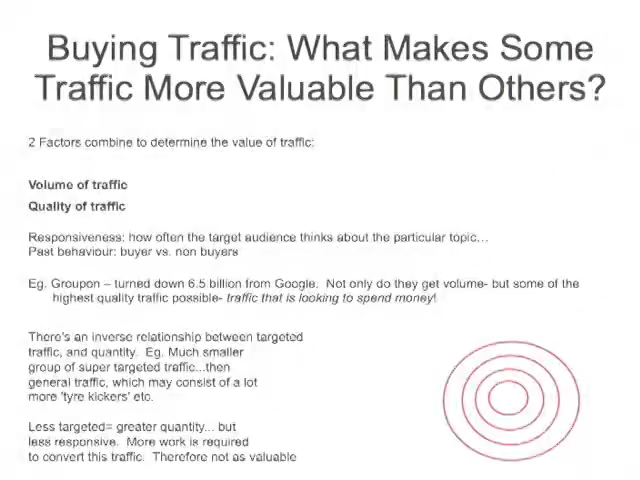 Buying Traffic: What Makes Some
Traffic More Valuable Than Others?
2 Factors combine to determine the value of traffic:
Volume of traffic
Quality of traffic
Responsiveness: how often the target audience thinks about the particular topic...
Past behaviour: buyer vs. non buyers
Eg. Groupon – turned down 6.5 billion from Google. Not only do they get volume- but some of the
highest quality traffic possible- traffic that is looking to spend money!
There's an inverse relationship between targeted
traffic, and quantity. Eg. Much smaller
group of super targeted traffic...then
general traffic, which may consist of a lot
more 'tyre kickers' etc.
Less targeted= greater quantity... but
less responsive. More work is required
to convert this traffic. Therefore not as valuable